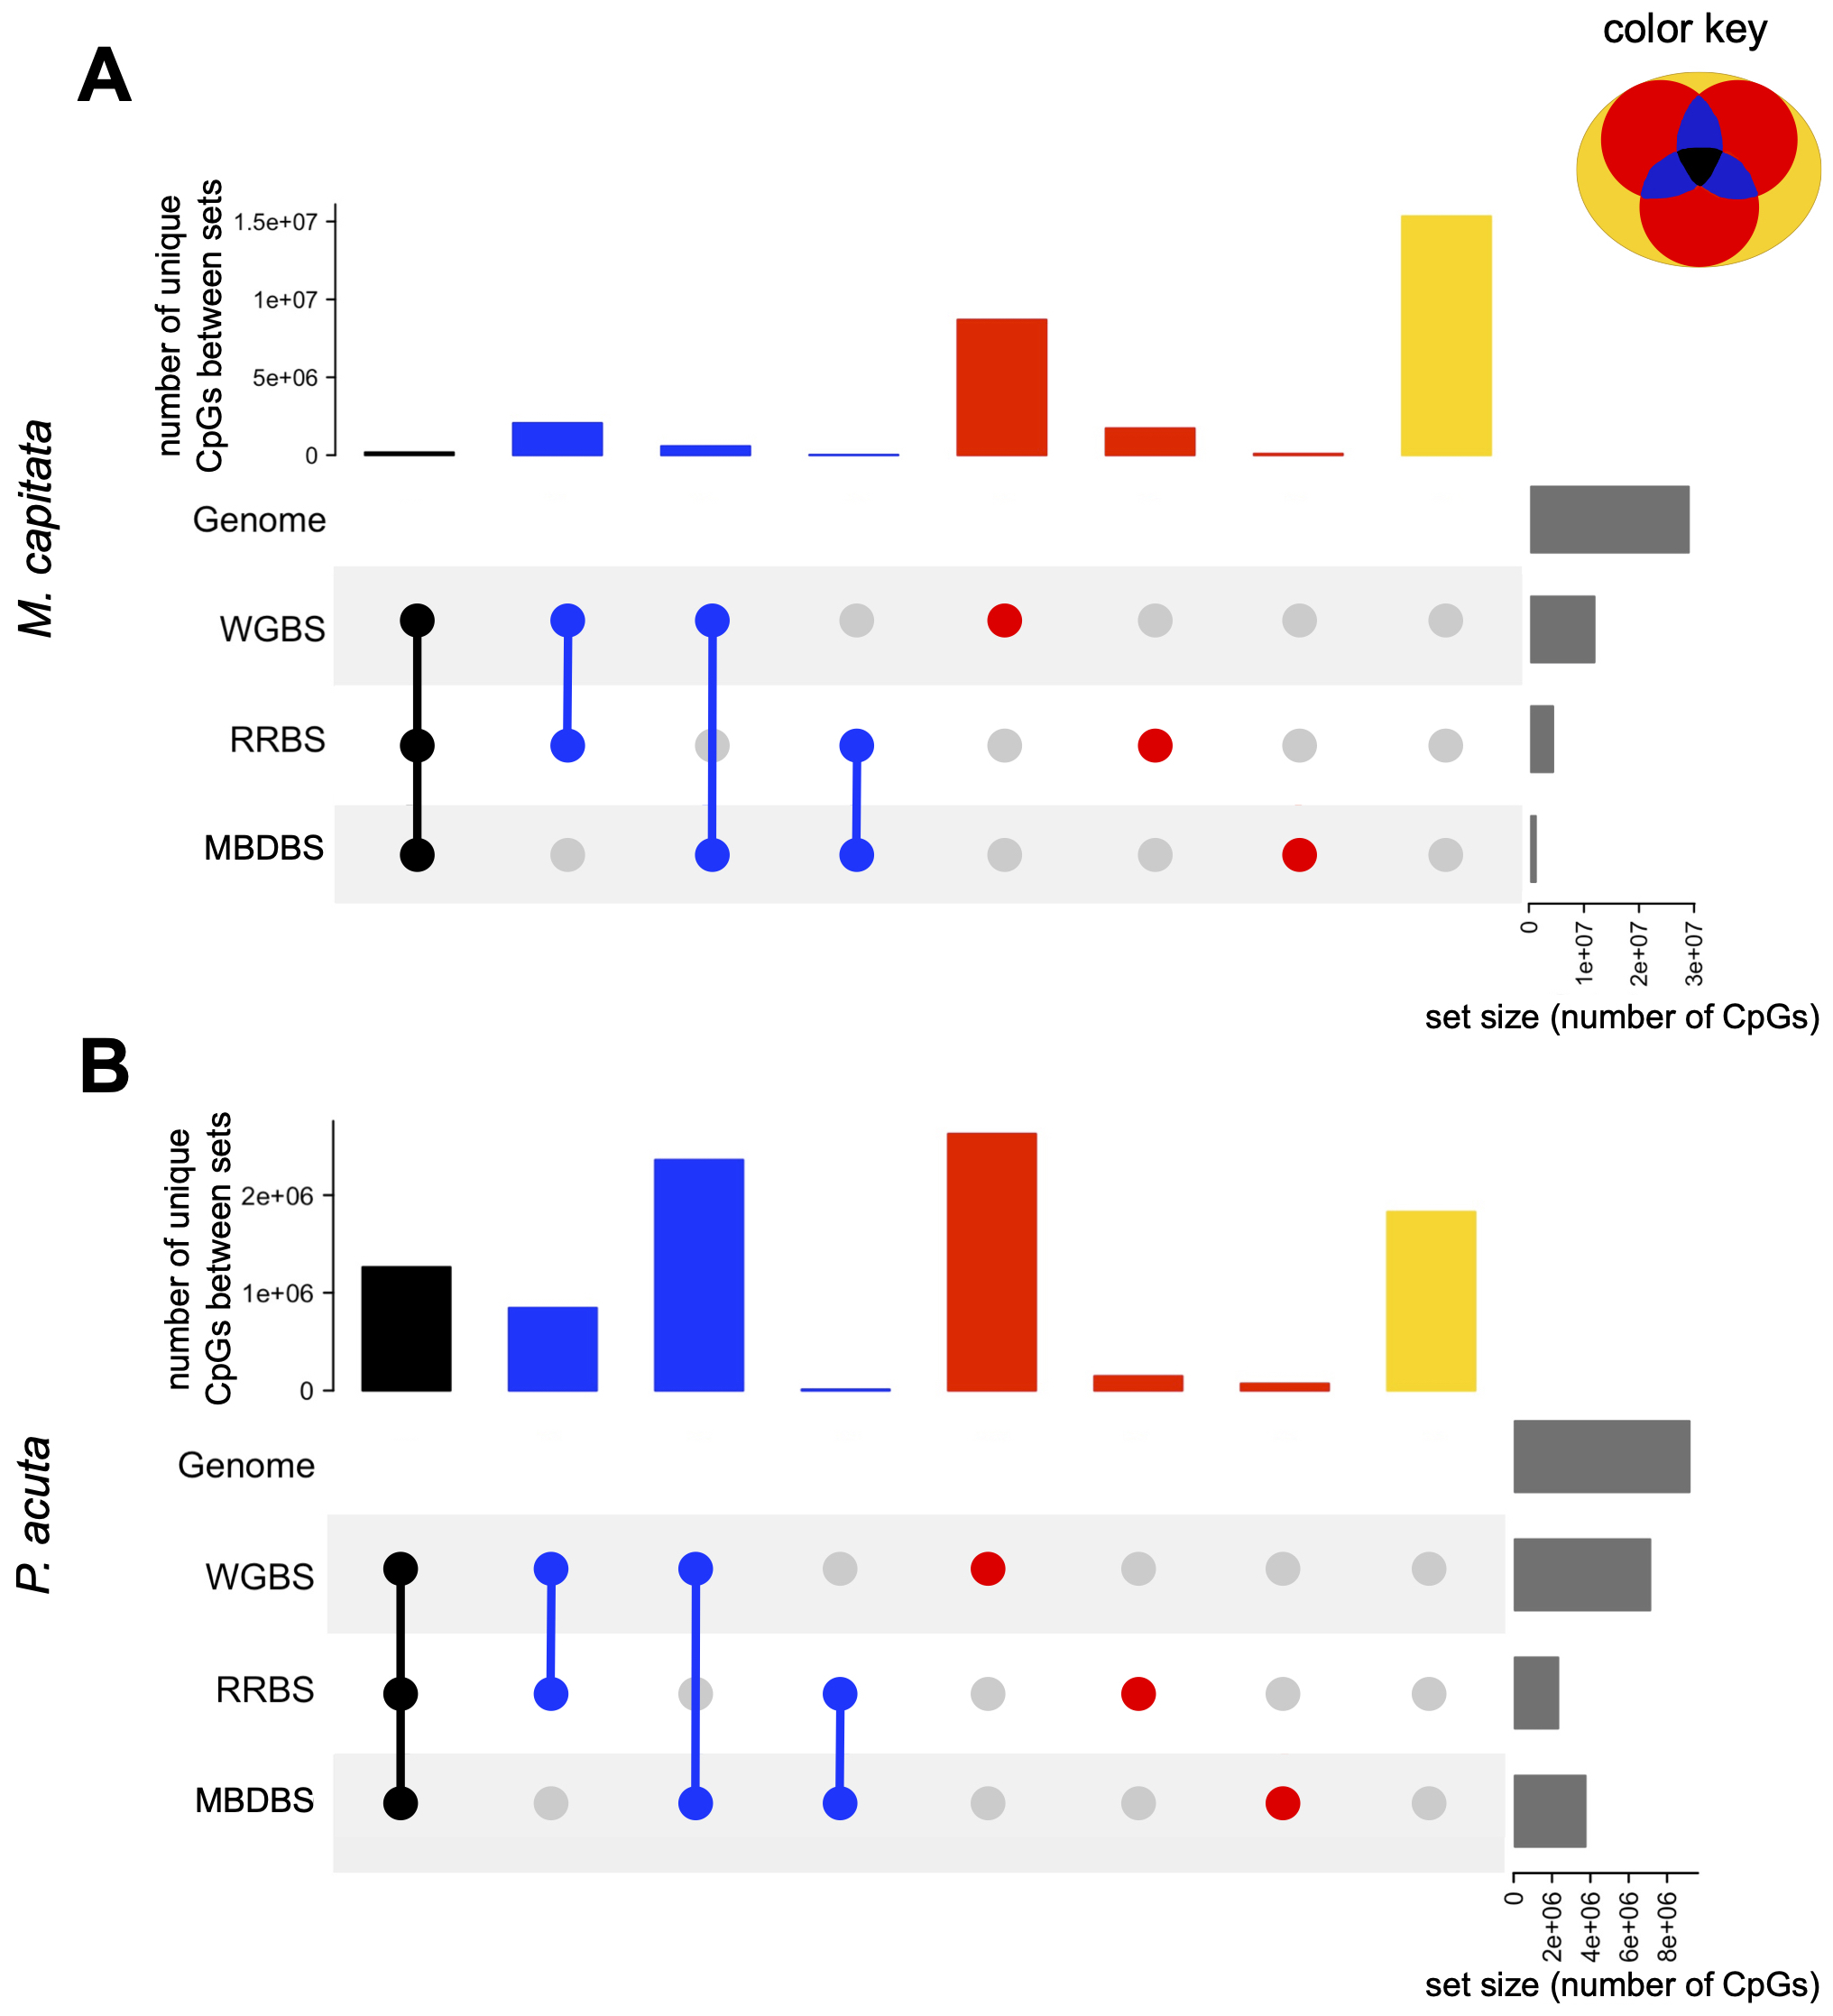 color key
A
M. capitata
number of unique
CpGs between sets
1.5e+07
1e+07
5e+06
0
Genome
WGBS
RRBS
MBDBS
0
1e+07
2e+07
3e+07
set size (number of CpGs)
B
P. acuta
number of unique
CpGs between sets
2e+06
1e+06
0
Genome
WGBS
RRBS
MBDBS
0
2e+06
4e+06
6e+06
8e+06
set size (number of CpGs)